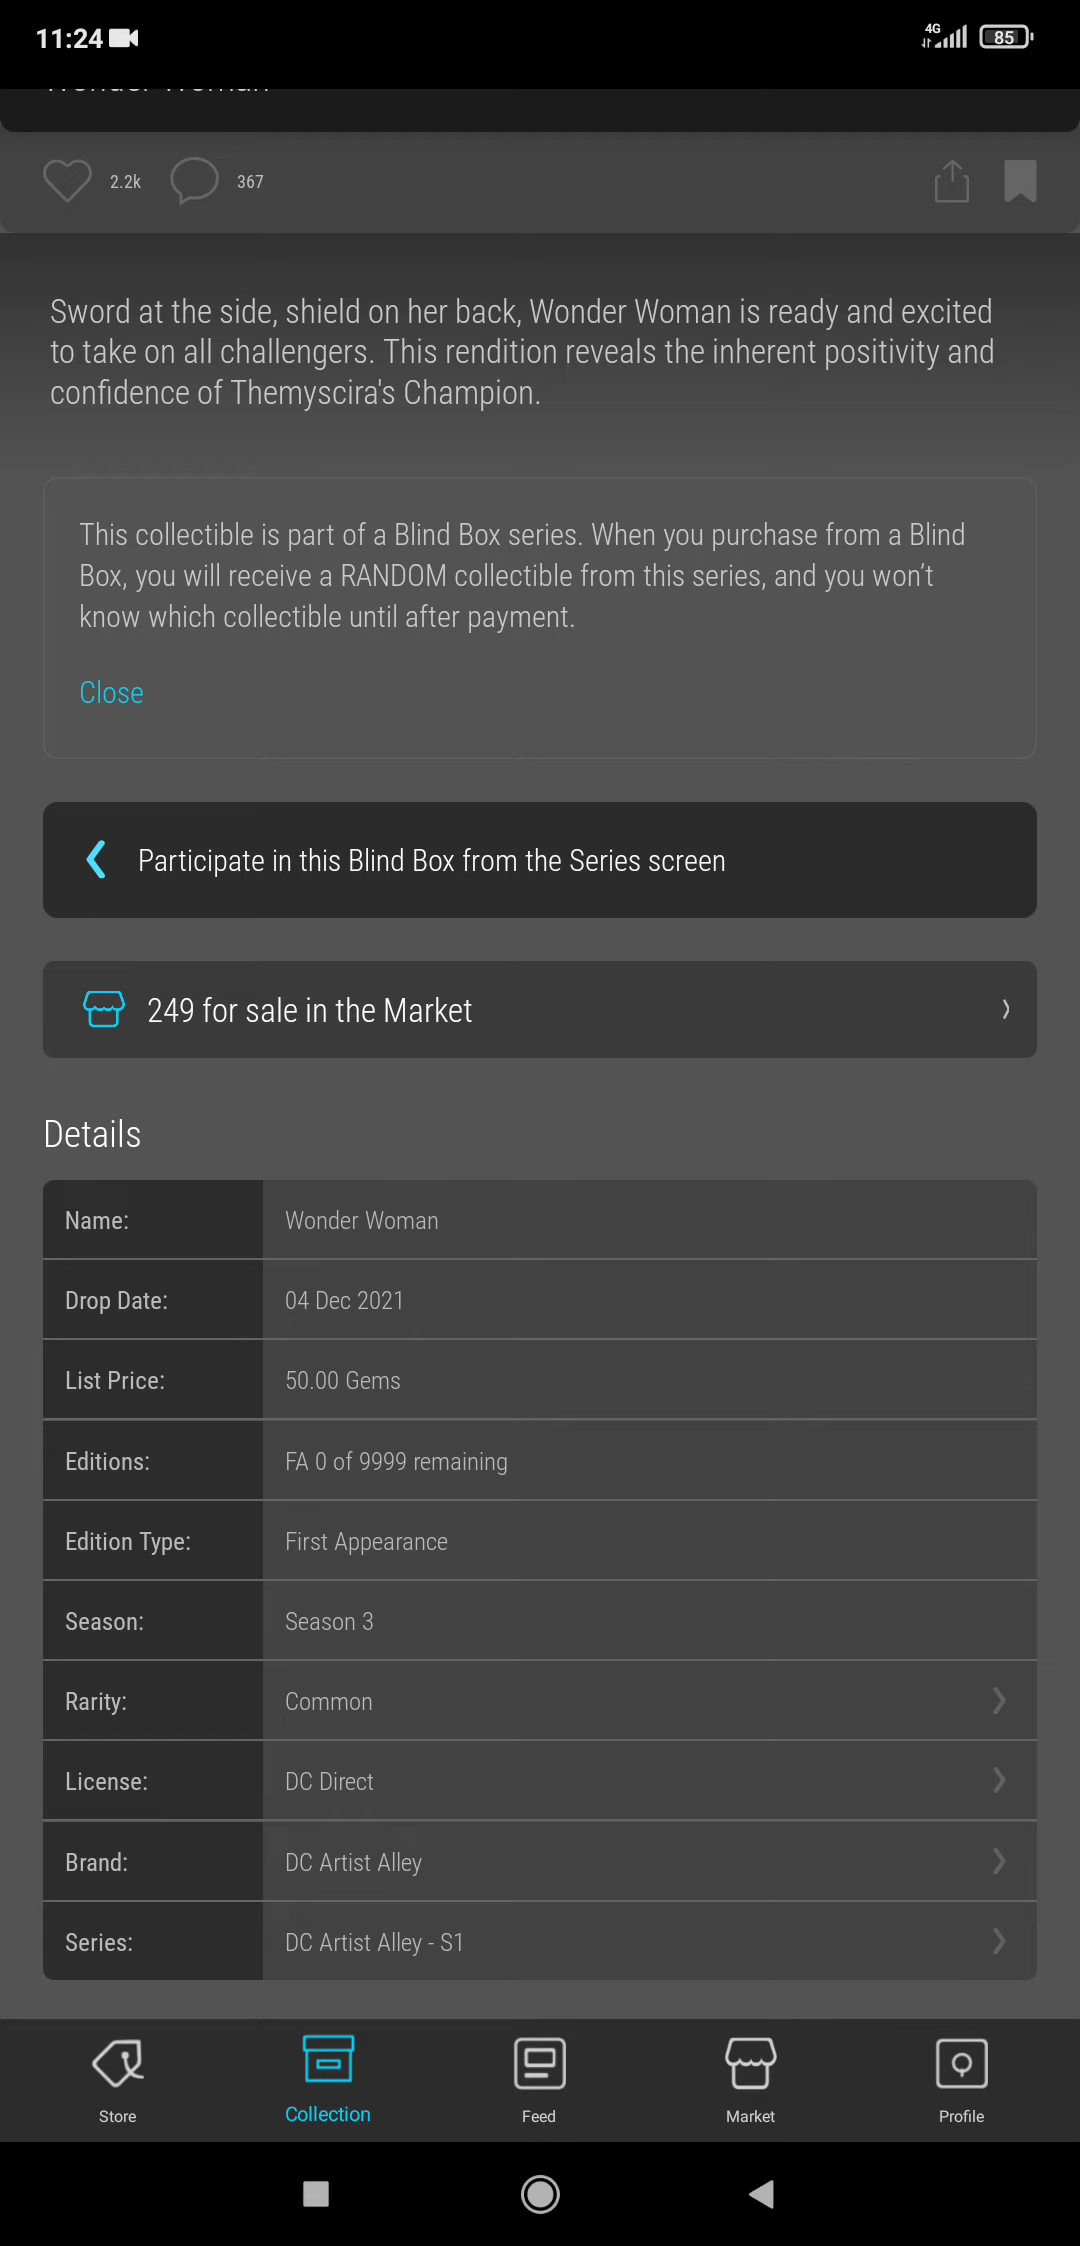 11:24
4G
85
Wonder Woman
2.2k
367
Sword at the side, shield on her back, Wonder Woman is ready and excited
to take on all challengers. This rendition reveals the inherent positivity and
confidence of Themyscira's Champion.
This collectible is part of a Blind Box series. When you purchase from a Blind
Box, you will receive a RANDOM collectible from this series, and you won’t
know which collectible until after payment.
Close
Participate in this Blind Box from the Series screen
249 for sale in the Market
Details
Name: Wonder Woman
Drop Date: 04 Dec 2021
List Price: 50.00 Gems
Editions: FA 0 of 9999 remaining
Edition Type: First Appearance
Season: Season 3
Rarity: Common
License: DC Direct
Brand: DC Artist Alley
Series: DC Artist Alley - S1
Store
Collection
Feed
Market
Profile